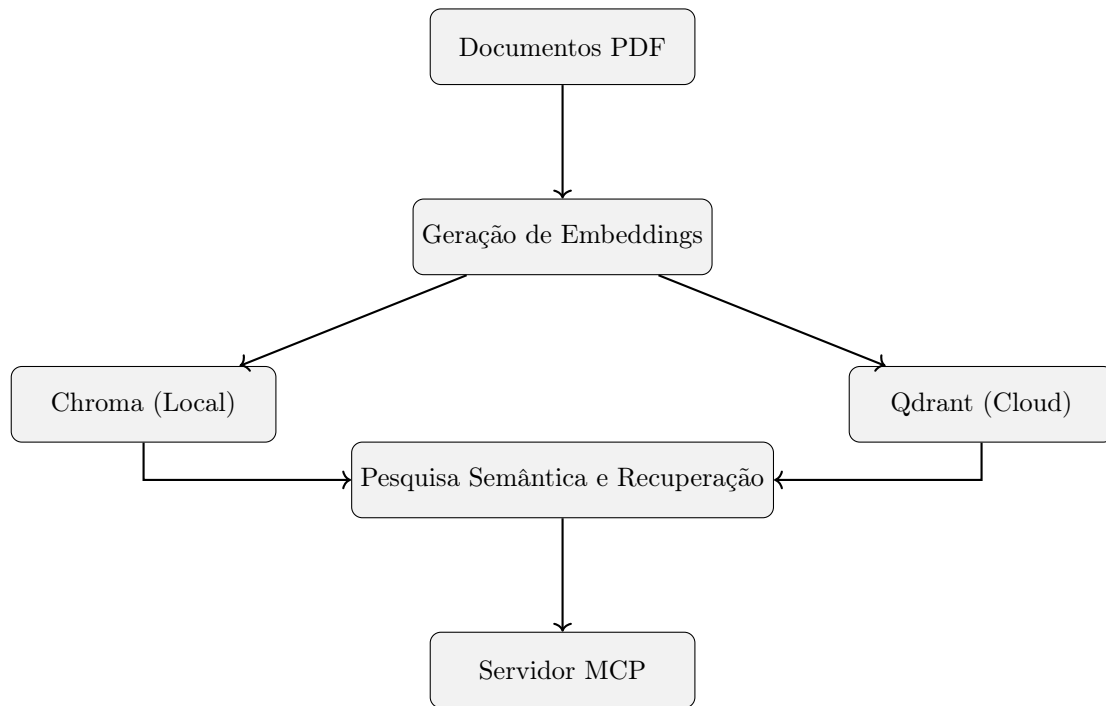 Documentos PDF
Geração de Embeddings
Chroma (Local)
Qdrant (Cloud)
Pesquisa Semântica e Recuperação
Servidor MCP